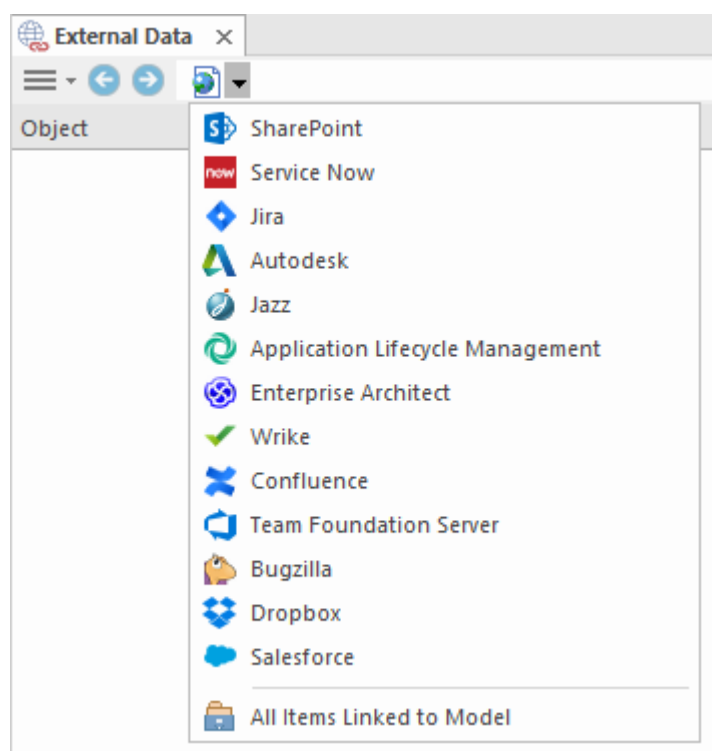 External Data
Object
SharePoint
now Service Now
Jira
Autodesk
Jazz
Application Lifecycle Management
Enterprise Architect
Wrike
Confluence
Team Foundation Server
Bugzilla
Dropbox
Salesforce
All Items Linked to Model